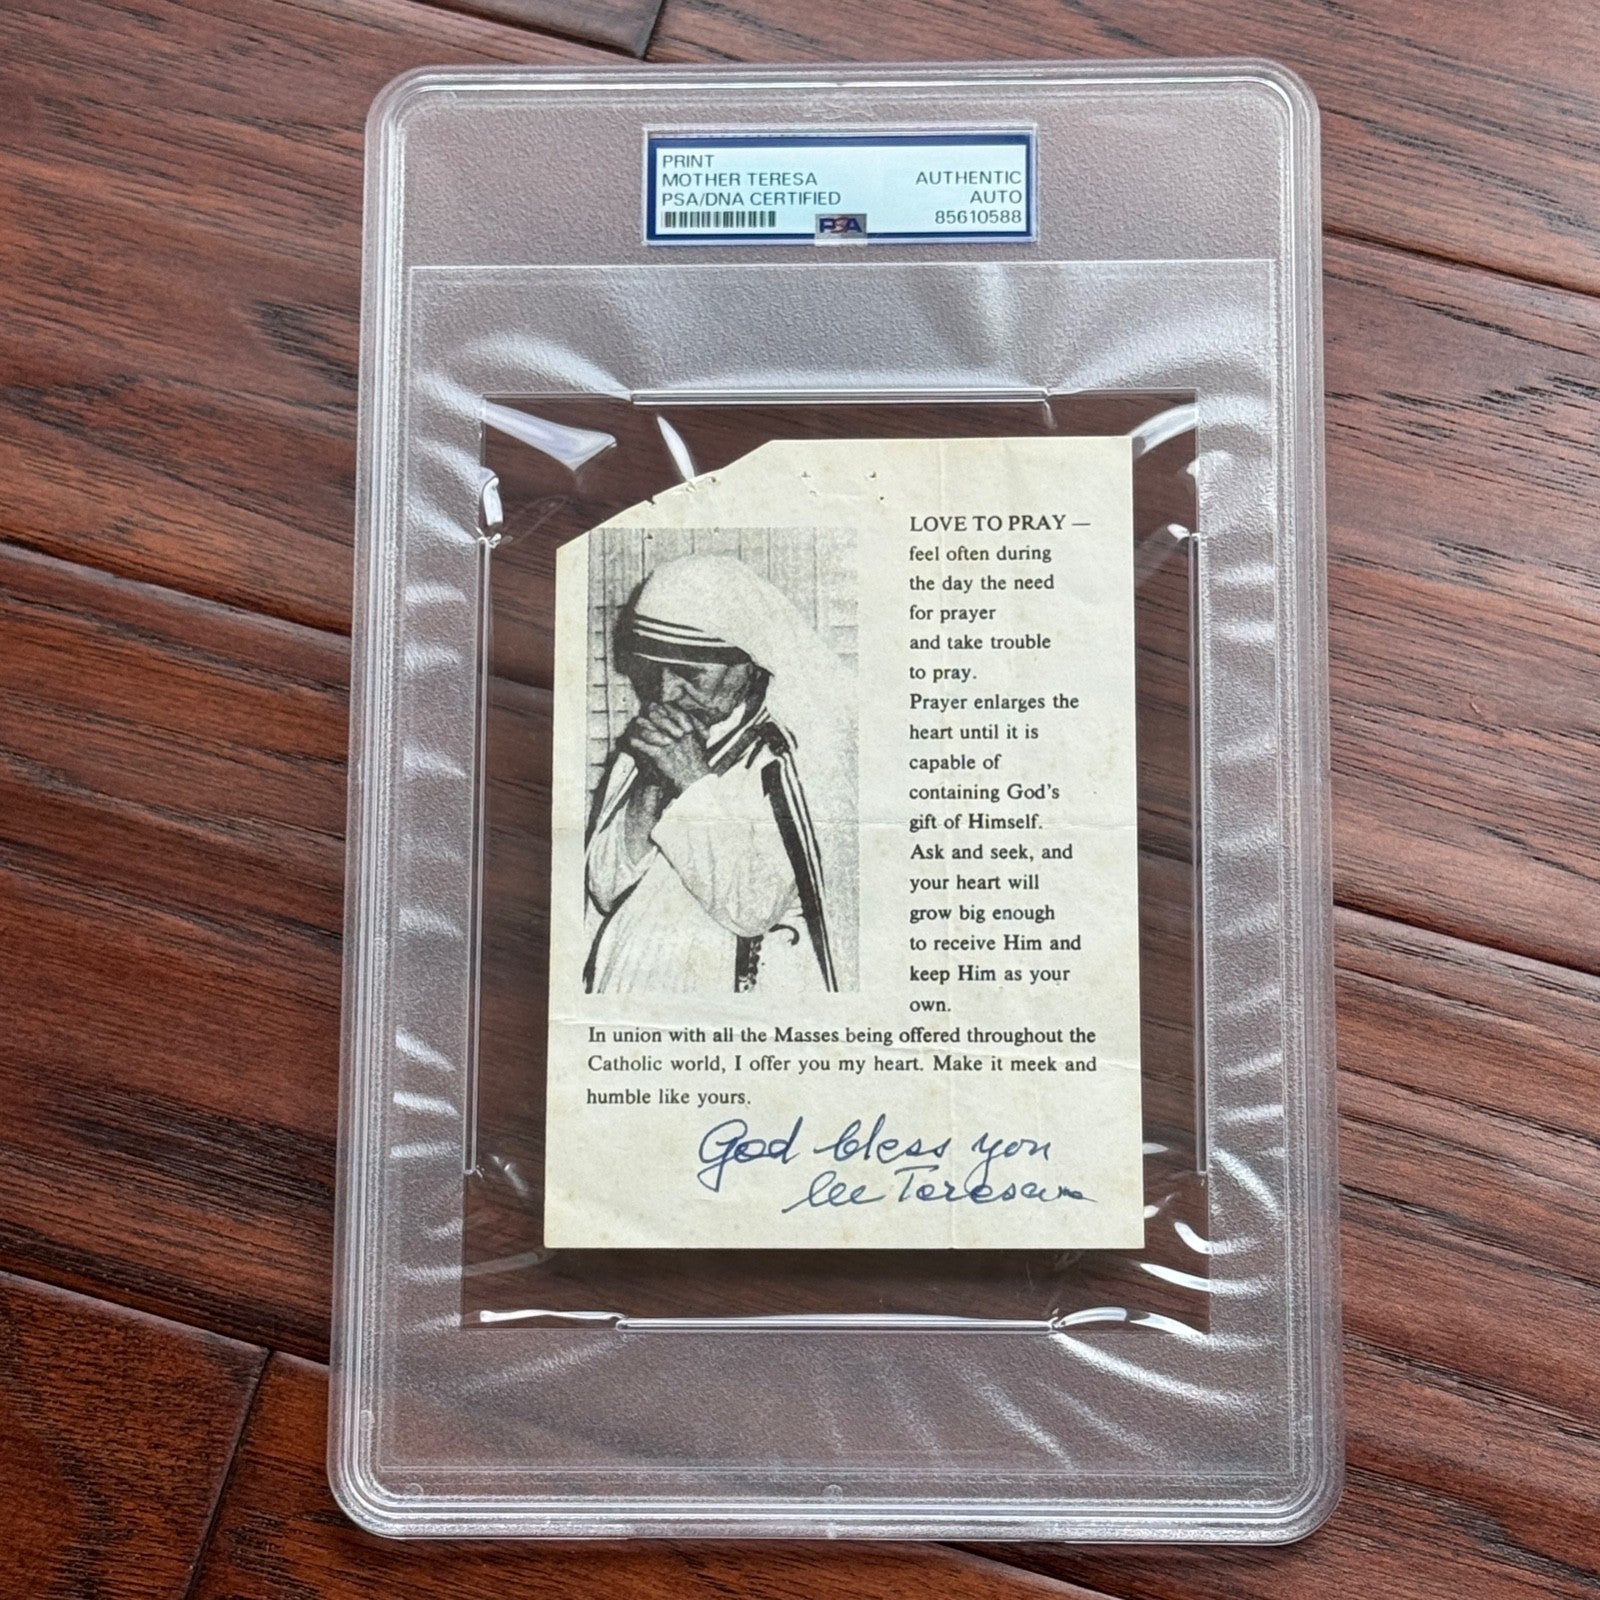 PRINT
MOTHER TERESA
PSA/DNA CERTIFIED
AUTHENTIC
AUTO
85610588
PSA
LOVE TO PRAY —
feel often during
the day the need
for prayer
and take trouble
to pray.
Prayer enlarges the
heart until it is
capable of
containing God's
gift of Himself.
Ask and seek, and
your heart will
grow big enough
to receive Him and
keep Him as your
own.
In union with all the Masses being offered throughout the
Catholic world, I offer you my heart. Make it meek and
humble like yours.
God bless you
lee Teresa mc